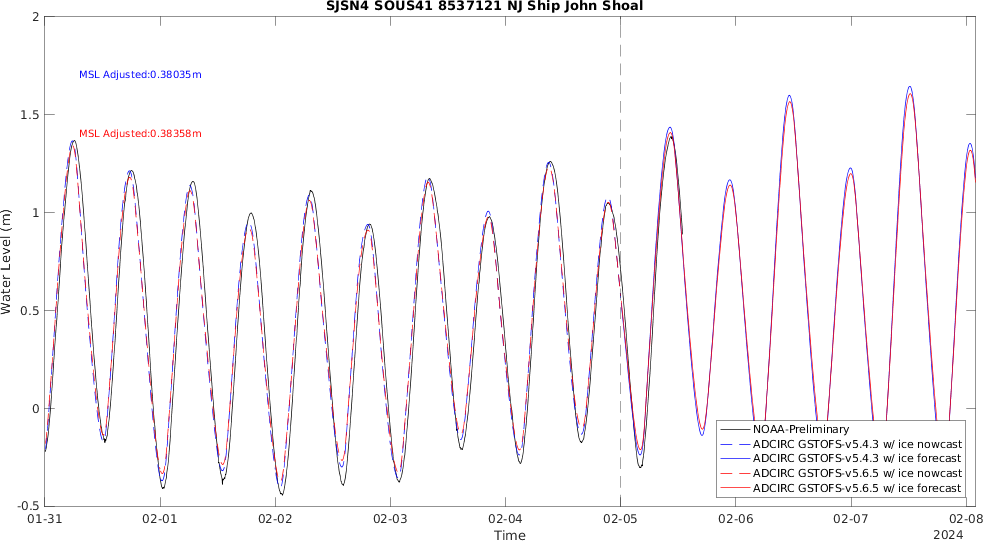 SJSN4 SOUS41 8537121 NJ Ship John Shoal
2
1.5
1
0.5
0
-0.5
Water Level (m)
MSL Adjusted:0.38035m
MSL Adjusted:0.38358m
NOAA-Preliminary
ADCIRC GSTOFS-v5.4.3 w/ ice nowcast
ADCIRC GSTOFS-v5.4.3 w/ ice forecast
ADCIRC GSTOFS-v5.6.5 w/ ice nowcast
ADCIRC GSTOFS-v5.6.5 w/ ice forecast
01-31 02-01 02-02 02-03 02-04 02-05 02-06 02-07 02-08
Time
2024